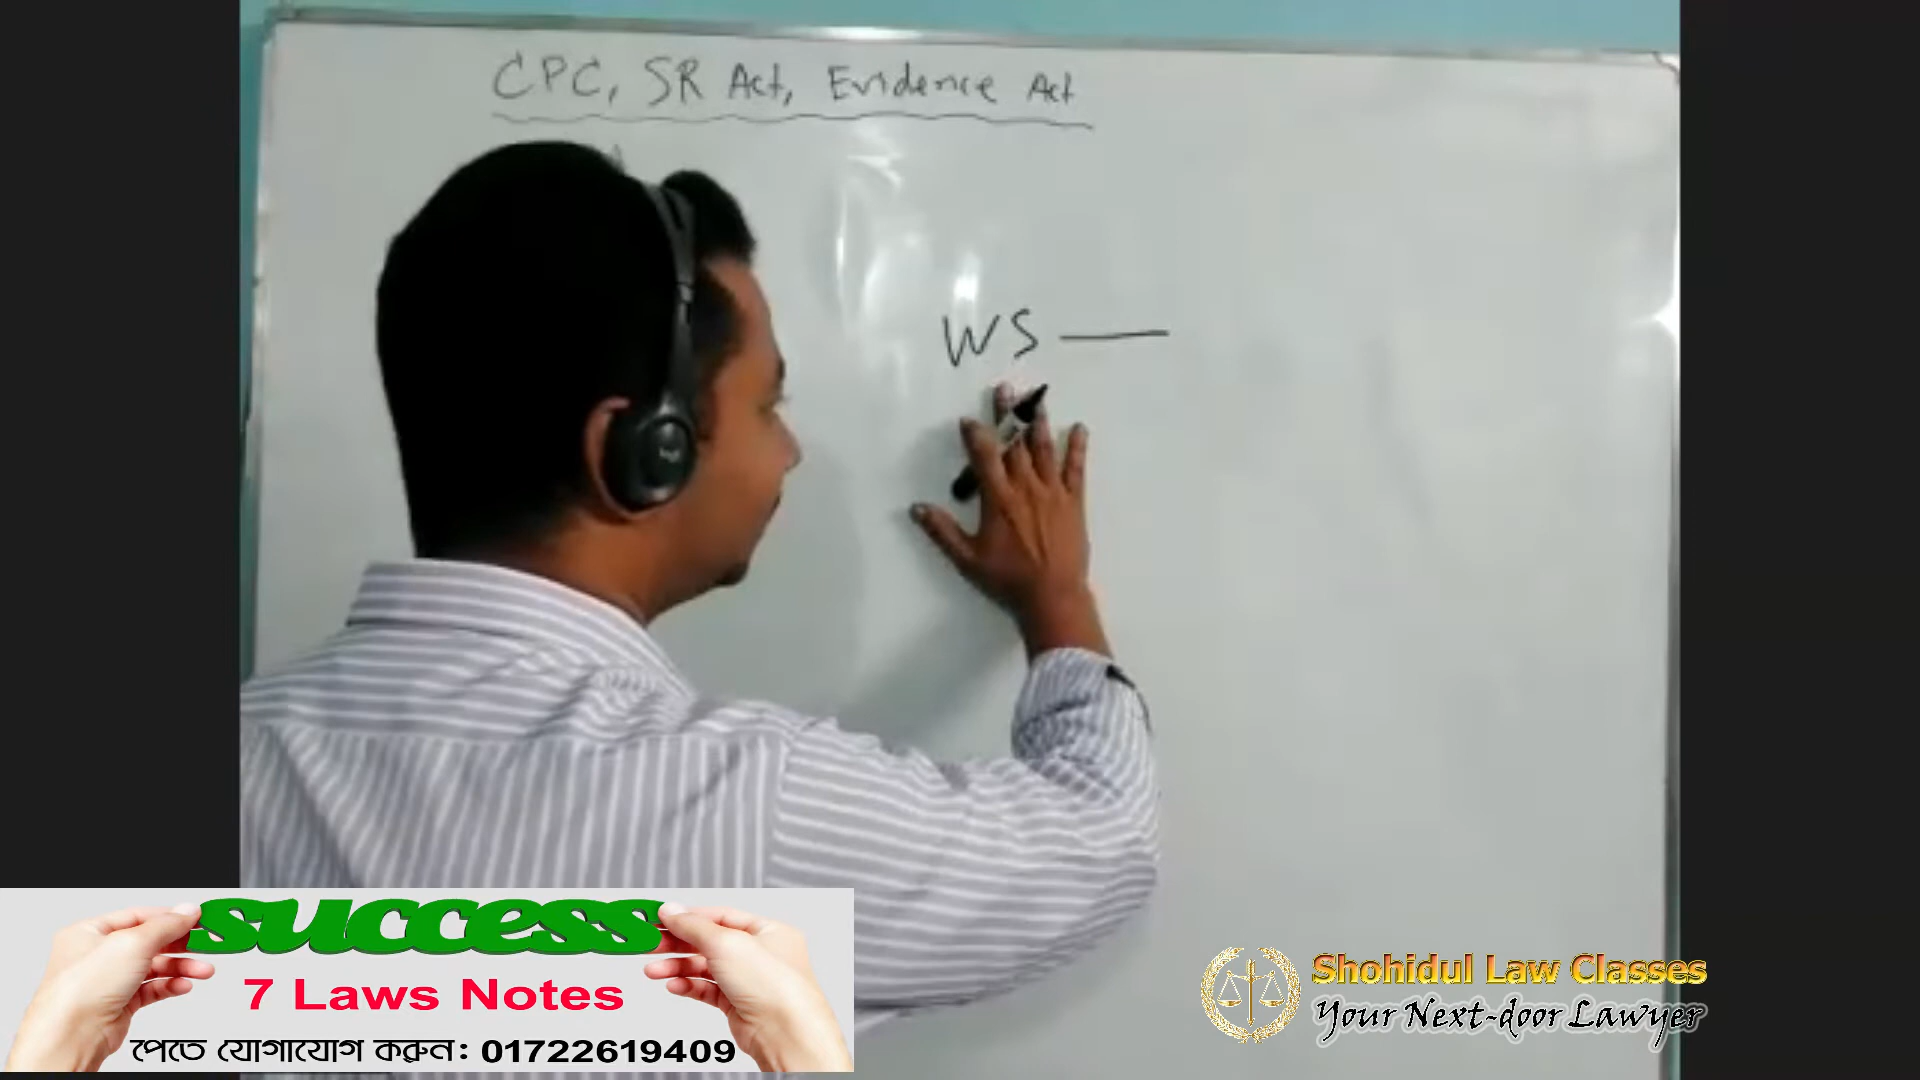 CPC, SR Act, Evidence Act
WS —
success
7 Laws Notes
পেতে যোগাযোগ করুন: 01722619409
Shohidul Law Classes
Your Next-door Lawyer